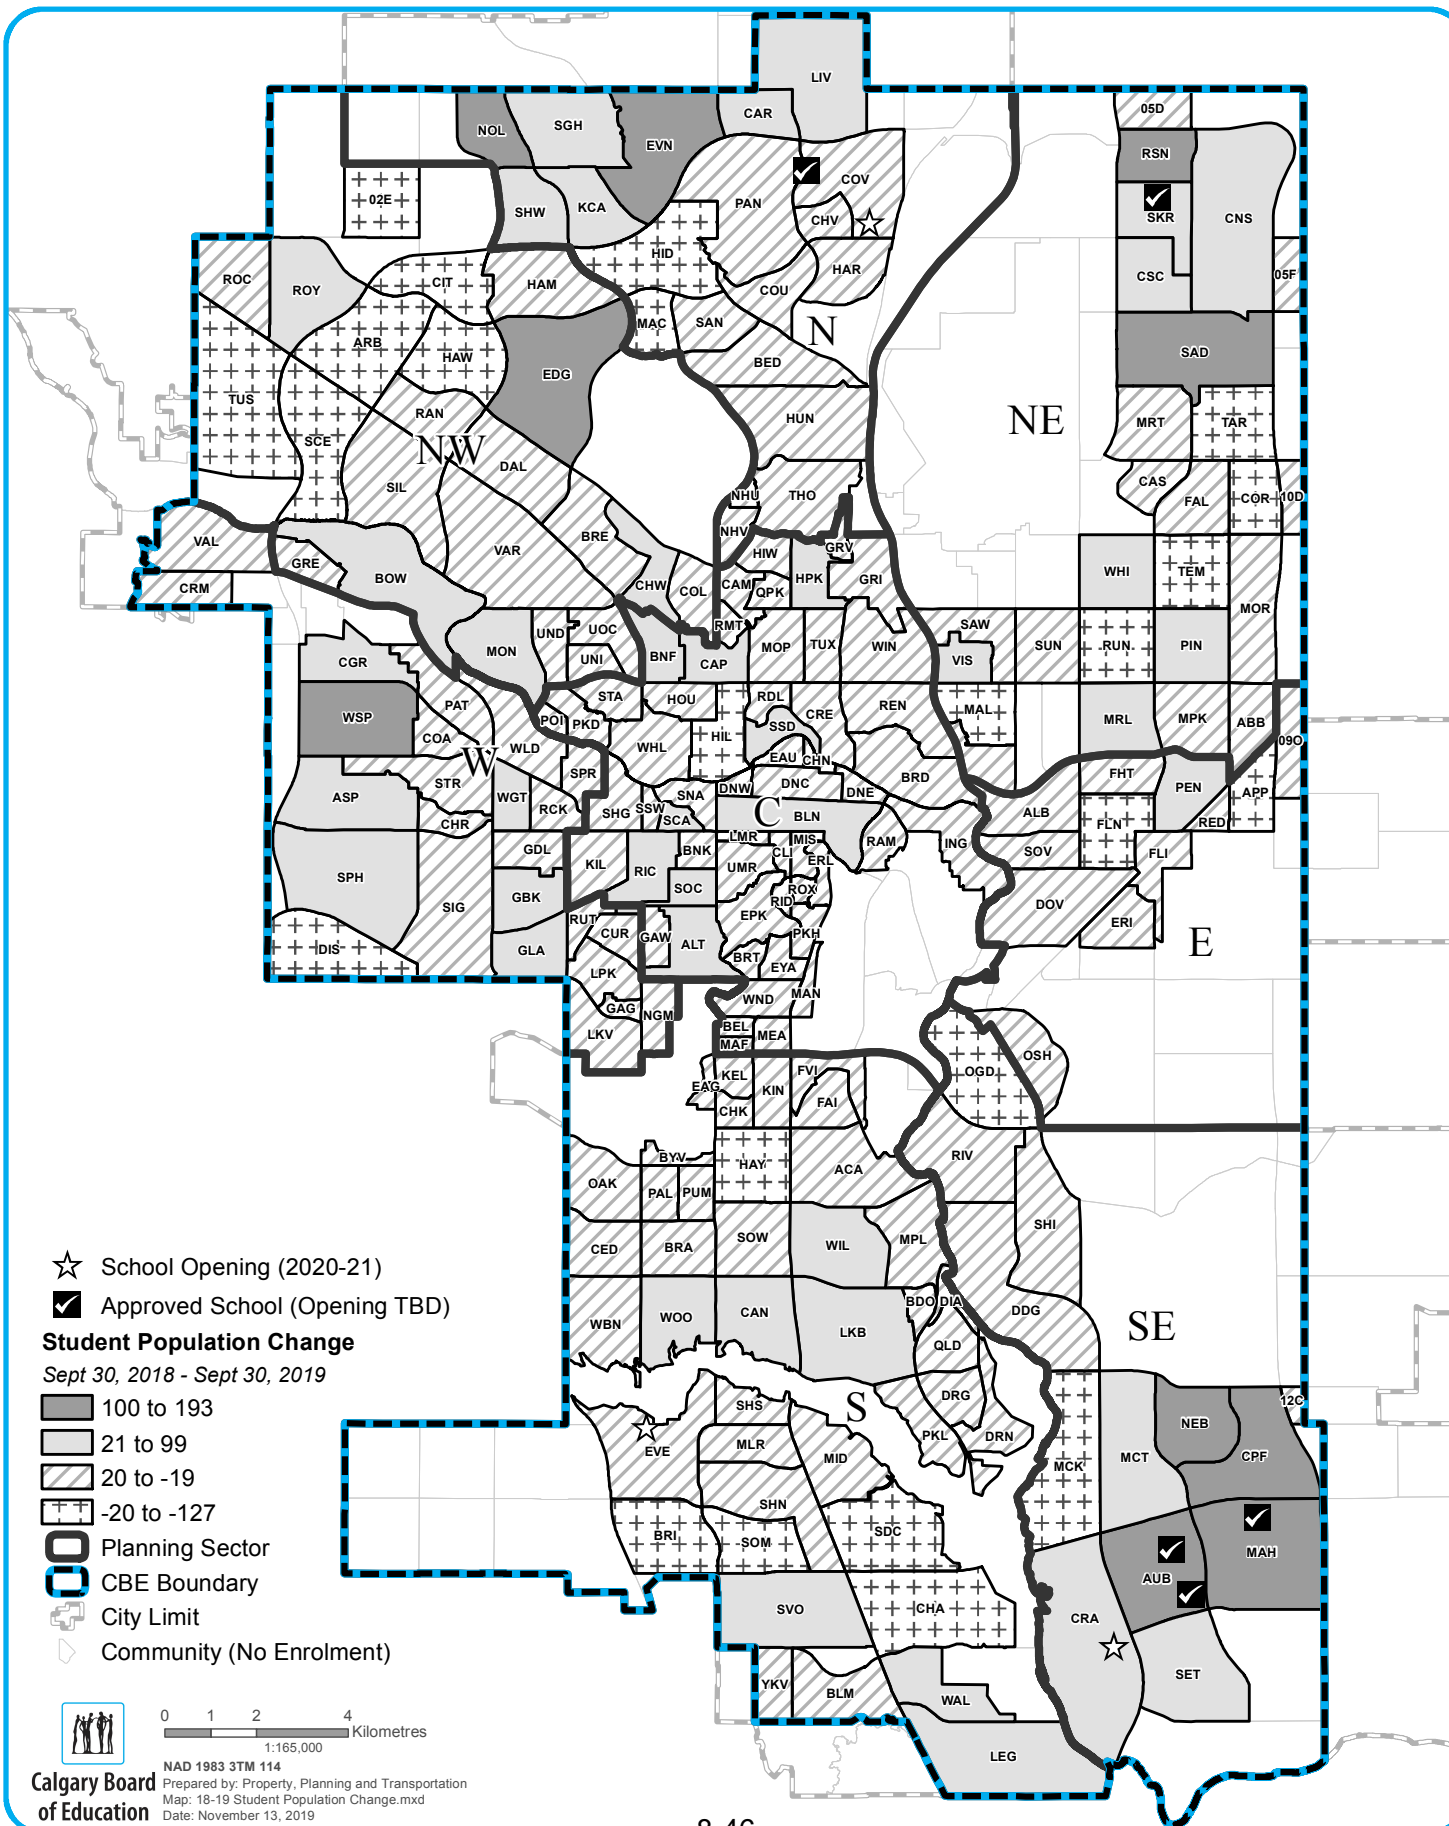 LIV
CAR
NOL
SGH
EVN
05D
RSN
COV
SKR
CNS
02E
SHW
KCA
PAN
CHV
HID
HAR
ROC
ROY
CIT
HAM
COU
CSC
05F
MAC
SAN
N
ARB
HAW
BED
SAD
EDG
TUS
RAN
HUN
NE
MRT
TAR
SCE
NW
DAL
SIL
NHU
THO
CAS
FAL
COR
10D
VAL
GRE
VAR
BRE
NHV
HIW
GRV
BOW
CHW
COL
CAM
QPK
HPK
GRI
WHI
TEM
CRM
MOR
RMT
UND
UOC
SAW
CGR
MON
UNI
BNF
CAP
MOP
TUX
WIN
VIS
SUN
RUN
PIN
PAT
STA
HOU
RDL
CRE
REN
MAL
MRL
MPK
ABB
WSP
COA
POI
PKD
SSD
HIL
WLD
WHL
EAU
CHN
09O
W
STR
SPR
DNW
DNC
DNE
BRD
FHT
PEN
APP
ASP
WGT
RCK
SHG
SSW
SNA
SCA
C
BLN
ALB
FLN
RED
CHR
LMR
MIS
RAM
ING
SOV
FLI
GDL
KIL
RIC
BNK
UMR
CLI
ERL
SPH
SIG
GBK
SOC
ROX
RID
DOV
RUT
CUR
GAW
ALT
EPK
PKH
ERI
E
DIS
GLA
LPK
BRT
EYA
GAG
NGM
WND
MAN
LKV
BEL
MEA
MAF
OGD
OSH
EAG
KEL
KIN
FVI
FAI
CHK
BYV
HAY
ACA
RIV
OAK
PAL
PUM
SHI
CED
BRA
SOW
WIL
MPL
School Opening (2020-21)
Approved School (Opening TBD)
WBN
WOO
CAN
LKB
BDO
DIA
DDG
SE
QLD
Student Population Change
Sept 30, 2018 - Sept 30, 2019
100 to 193
21 to 99
20 to -19
-20 to -127
Planning Sector
CBE Boundary
City Limit
Community (No Enrolment)
SHS
S
DRG
12C
EVE
MLR
MID
PKL
DRN
NEB
MCK
MCT
CPF
SHN
BRI
SOM
SDC
MAH
AUB
SVO
CHA
CRA
SET
YKV
BLM
WAL
LEG
0 1 2 4
Kilometres
1:165,000
NAD 1983 3TM 114
Prepared by: Property, Planning and Transportation
Map: 18-19 Student Population Change.mxd
Date: November 13, 2019
Calgary Board
of Education
8-46